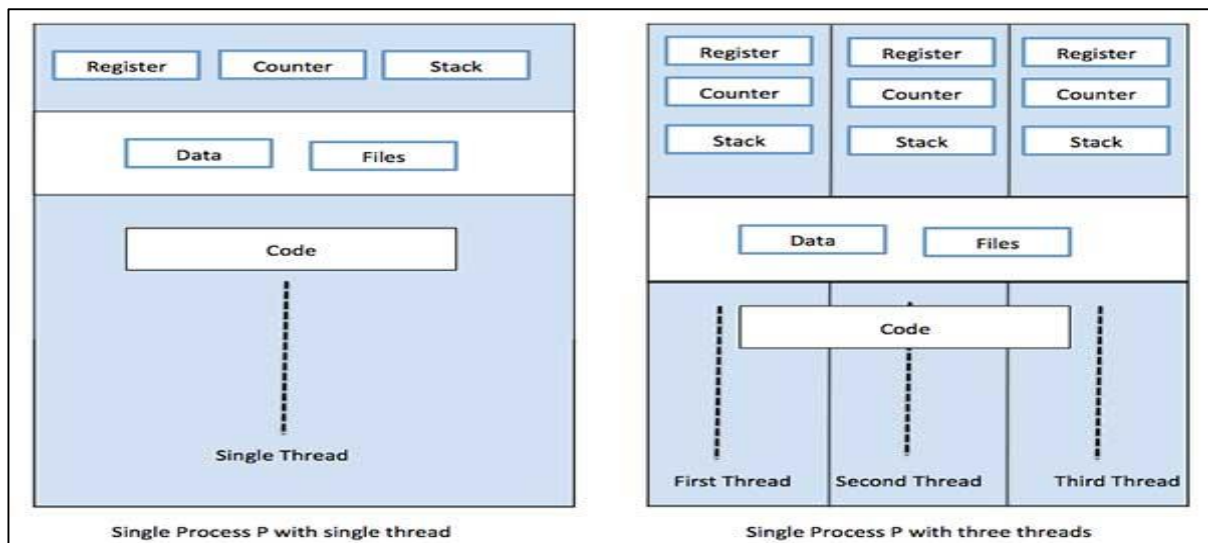 Register Counter Stack
Data Files
Code
Single Thread
Single Process P with single thread
Register Register Register
Counter Counter Counter
Stack Stack Stack
Data Files
Code
First Thread Second Thread Third Thread
Single Process P with three threads